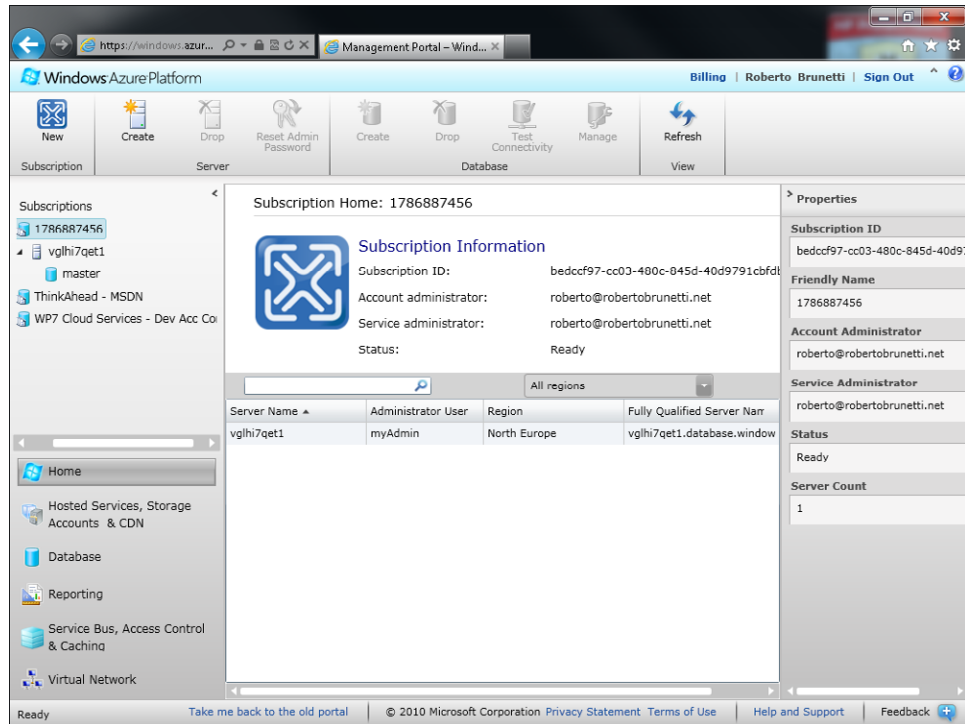 https://windows.azur...
Management Portal – Wind...
Windows Azure Platform
Billing | Roberto Brunetti | Sign Out
New
Create
Drop
Reset Admin Password
Create
Drop
Test Connectivity
Manage
Refresh
Subscription
Server
Database
View
Subscriptions
1786887456
vglhi7qet1
master
ThinkAhead - MSDN
WP7 Cloud Services - Dev Acc Co
Home
Hosted Services, Storage
Accounts & CDN
Database
Reporting
Service Bus, Access Control
& Caching
Virtual Network
Subscription Home: 1786887456
Subscription Information
Subscription ID: bedccf97-cc03-480c-845d-40d9791cbfdb
Account administrator: roberto@robertobrunetti.net
Service administrator: roberto@robertobrunetti.net
Status: Ready
All regions
Server Name Administrator User Region Fully Qualified Server Nam
vglhi7qet1 myAdmin North Europe vglhi7qet1.database.window
Properties
Subscription ID
bedccf97-cc03-480c-845d-40d97
Friendly Name
1786887456
Account Administrator
roberto@robertobrunetti.net
Service Administrator
roberto@robertobrunetti.net
Status
Ready
Server Count
1
Ready
Take me back to the old portal
© 2010 Microsoft Corporation Privacy Statement Terms of Use
Help and Support
Feedback